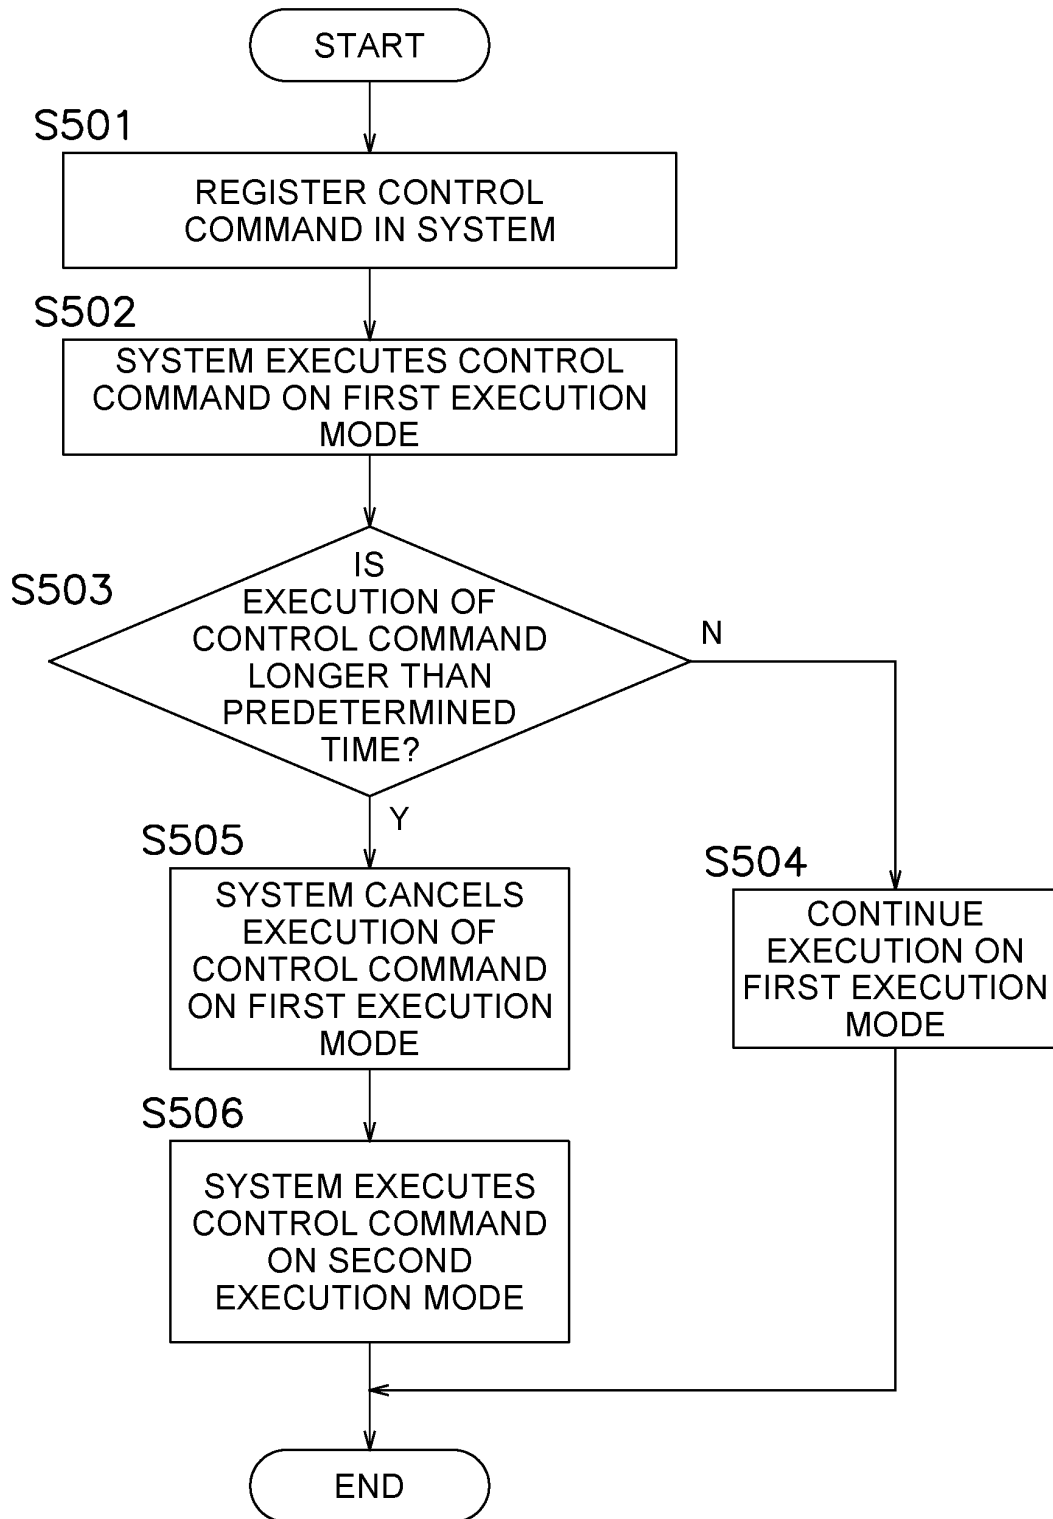 START
S501
REGISTER CONTROL
COMMAND IN SYSTEM
S502
SYSTEM EXECUTES CONTROL
COMMAND ON FIRST EXECUTION
MODE
S503
IS
EXECUTION OF
CONTROL COMMAND
LONGER THAN
PREDETERMINED
TIME?
N
Y
S505
SYSTEM CANCELS
EXECUTION OF
CONTROL COMMAND
ON FIRST EXECUTION
MODE
S504
CONTINUE
EXECUTION ON
FIRST EXECUTION
MODE
S506
SYSTEM EXECUTES
CONTROL COMMAND
ON SECOND
EXECUTION MODE
END